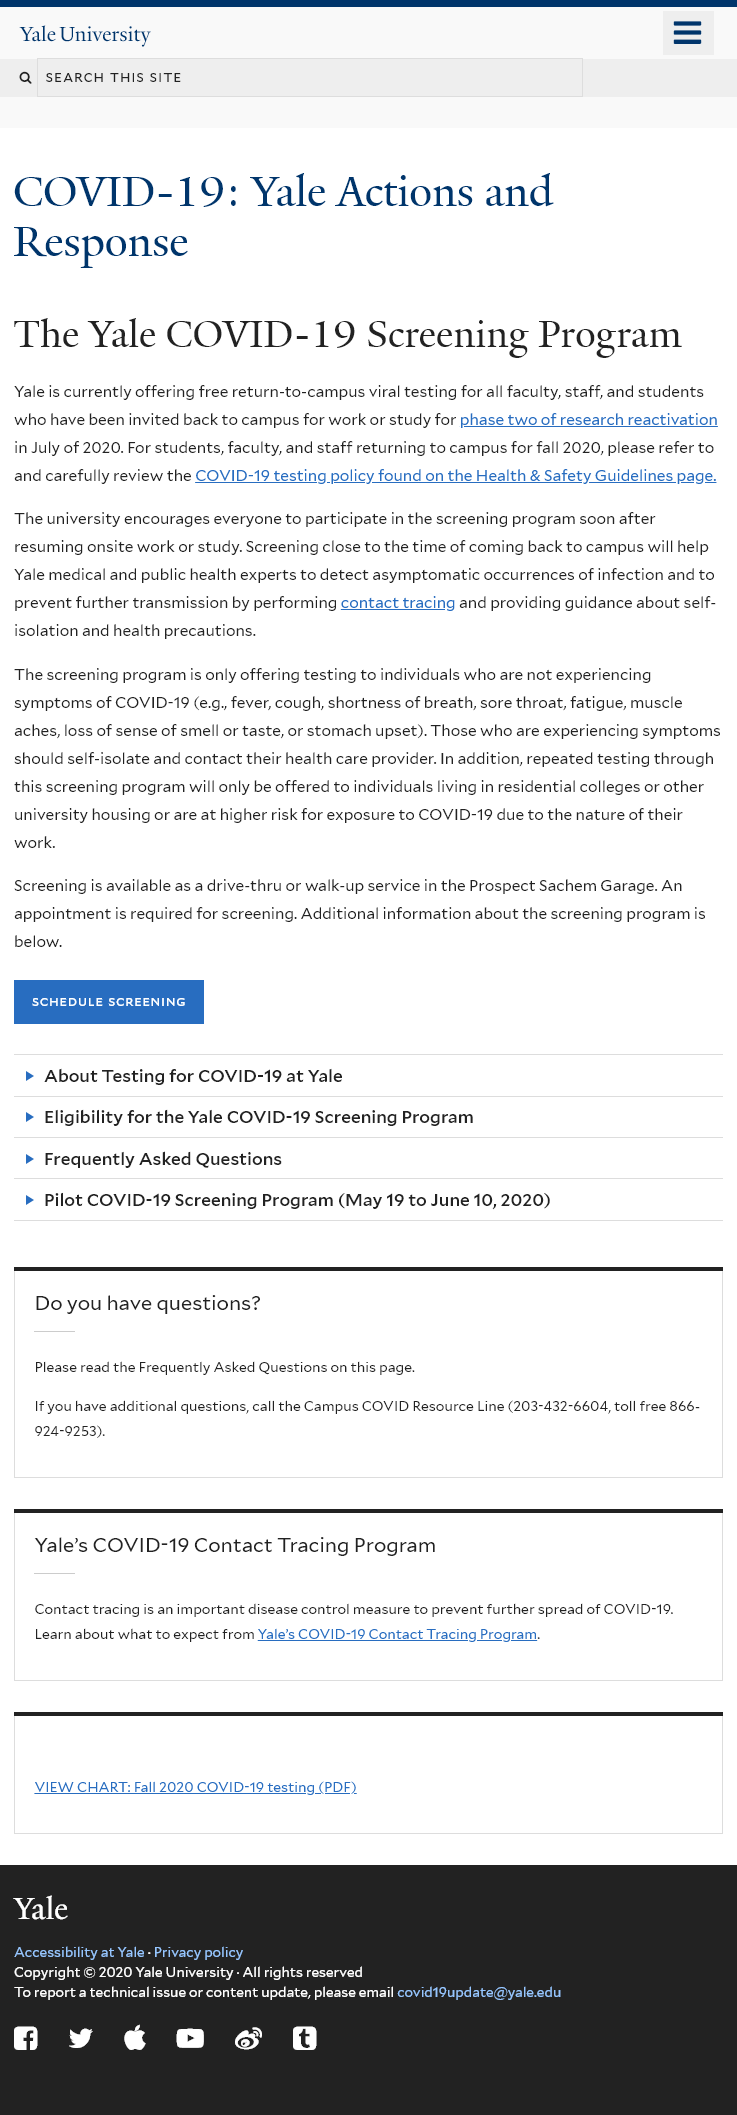 Yale University
SEARCH THIS SITE
COVID-19: Yale Actions and
Response
The Yale COVID-19 Screening Program
Yale is currently offering free return-to-campus viral testing for all faculty, staff, and students
who have been invited back to campus for work or study for phase two of research reactivation
in July of 2020. For students, faculty, and staff returning to campus for fall 2020, please refer to
and carefully review the COVID-19 testing policy found on the Health & Safety Guidelines page.
The university encourages everyone to participate in the screening program soon after
resuming onsite work or study. Screening close to the time of coming back to campus will help
Yale medical and public health experts to detect asymptomatic occurrences of infection and to
prevent further transmission by performing contact tracing and providing guidance about self-
isolation and health precautions.
The screening program is only offering testing to individuals who are not experiencing
symptoms of COVID-19 (e.g., fever, cough, shortness of breath, sore throat, fatigue, muscle
aches, loss of sense of smell or taste, or stomach upset). Those who are experiencing symptoms
should self-isolate and contact their health care provider. In addition, repeated testing through
this screening program will only be offered to individuals living in residential colleges or other
university housing or are at higher risk for exposure to COVID-19 due to the nature of their
work.
Screening is available as a drive-thru or walk-up service in the Prospect Sachem Garage. An
appointment is required for screening. Additional information about the screening program is
below.
SCHEDULE SCREENING
About Testing for COVID-19 at Yale
Eligibility for the Yale COVID-19 Screening Program
Frequently Asked Questions
Pilot COVID-19 Screening Program (May 19 to June 10, 2020)
Do you have questions?
Please read the Frequently Asked Questions on this page.
If you have additional questions, call the Campus COVID Resource Line (203-432-6604, toll free 866-
924-9253).
Yale’s COVID-19 Contact Tracing Program
Contact tracing is an important disease control measure to prevent further spread of COVID-19.
Learn about what to expect from Yale’s COVID-19 Contact Tracing Program.
VIEW CHART: Fall 2020 COVID-19 testing (PDF)
Yale
Accessibility at Yale · Privacy policy
Copyright © 2020 Yale University · All rights reserved
To report a technical issue or content update, please email covid19update@yale.edu